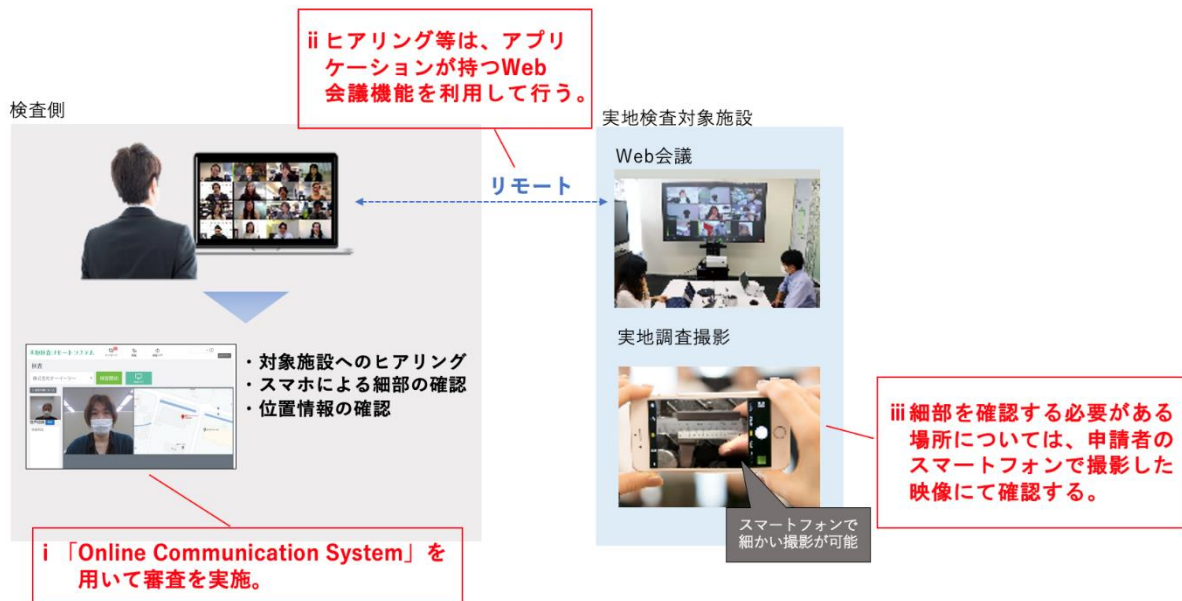 ii ヒアリング等は、アプリ
ケーションが持つWeb
会議機能を利用して行う。
検査側
実地検査対象施設
Web会議
リモート
実地調査撮影
検査
・対象施設へのヒアリング
・スマホによる細部の確認
・位置情報の確認
iii 細部を確認する必要がある
場所については、申請者の
スマートフォンで撮影した
映像にて確認する。
スマートフォンで
細かい撮影が可能
i 「Online Communication System」を
用いて審査を実施。